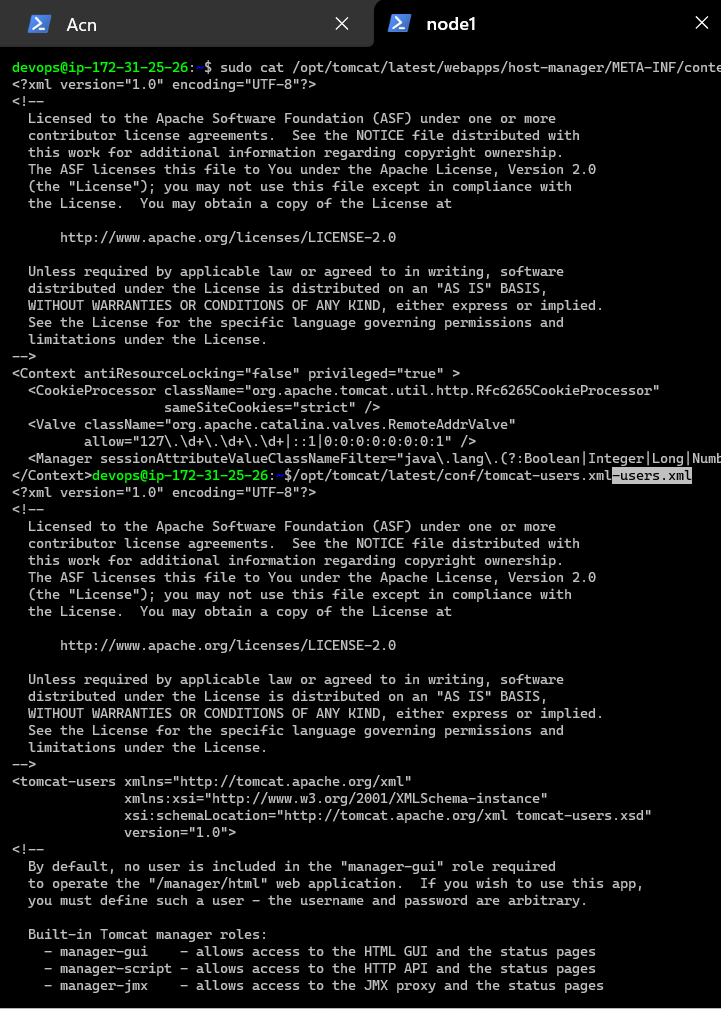 Acn
node1
devops@ip-172-31-25-26:~$ sudo cat /opt/tomcat/latest/webapps/host-manager/META-INF/conte
<?xml version="1.0" encoding="UTF-8"?>
<!--
Licensed to the Apache Software Foundation (ASF) under one or more
contributor license agreements.  See the NOTICE file distributed with
this work for additional information regarding copyright ownership.
The ASF licenses this file to You under the Apache License, Version 2.0
(the "License"); you may not use this file except in compliance with
the License.  You may obtain a copy of the License at
http://www.apache.org/licenses/LICENSE-2.0
Unless required by applicable law or agreed to in writing, software
distributed under the License is distributed on an "AS IS" BASIS,
WITHOUT WARRANTIES OR CONDITIONS OF ANY KIND, either express or implied.
See the License for the specific language governing permissions and
limitations under the License.
-->
<Context antiResourceLocking="false" privileged="true" >
<CookieProcessor className="org.apache.tomcat.util.http.Rfc6265CookieProcessor"
sameSiteCookies="strict" />
<Valve className="org.apache.catalina.valves.RemoteAddrValve"
allow="127\.\d+\.\d+\.\d+|::1|0:0:0:0:0:0:0:1" />
<Manager sessionAttributeValueClassNameFilter="java\.lang\.(?:Boolean|Integer|Long|Numb
</Context>devops@ip-172-31-25-26:~$/opt/tomcat/latest/conf/tomcat-users.xml-users.xml
<?xml version="1.0" encoding="UTF-8"?>
<!--
Licensed to the Apache Software Foundation (ASF) under one or more
contributor license agreements.  See the NOTICE file distributed with
this work for additional information regarding copyright ownership.
The ASF licenses this file to You under the Apache License, Version 2.0
(the "License"); you may not use this file except in compliance with
the License.  You may obtain a copy of the License at
http://www.apache.org/licenses/LICENSE-2.0
Unless required by applicable law or agreed to in writing, software
distributed under the License is distributed on an "AS IS" BASIS,
WITHOUT WARRANTIES OR CONDITIONS OF ANY KIND, either express or implied.
See the License for the specific language governing permissions and
limitations under the License.
-->
<tomcat-users xmlns="http://tomcat.apache.org/xml"
xmlns:xsi="http://www.w3.org/2001/XMLSchema-instance"
xsi:schemaLocation="http://tomcat.apache.org/xml tomcat-users.xsd"
version="1.0">
<!--
By default, no user is included in the "manager-gui" role required
to operate the "/manager/html" web application.  If you wish to use this app,
you must define such a user - the username and password are arbitrary.
Built-in Tomcat manager roles:
- manager-gui    - allows access to the HTML GUI and the status pages
- manager-script - allows access to the HTTP API and the status pages
- manager-jmx    - allows access to the JMX proxy and the status pages